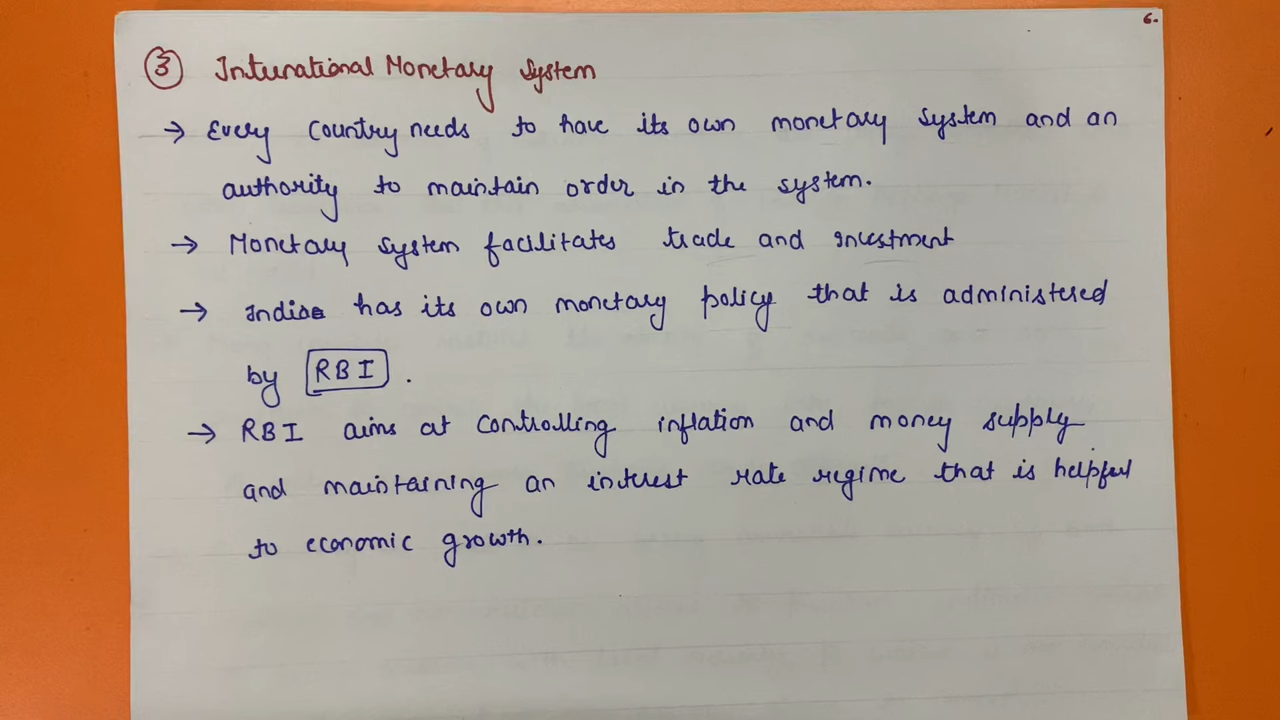 6.
③ International Monetary System
→ Every country needs to have its own monetary system and an
authority to maintain order in the system.
→ Monetary system facilitates trade and investment
→ India has its own monetary policy that is administered
by RBI .
→ RBI aims at controlling inflation and money supply
and maintaining an interest rate regime that is helpful
to economic growth.